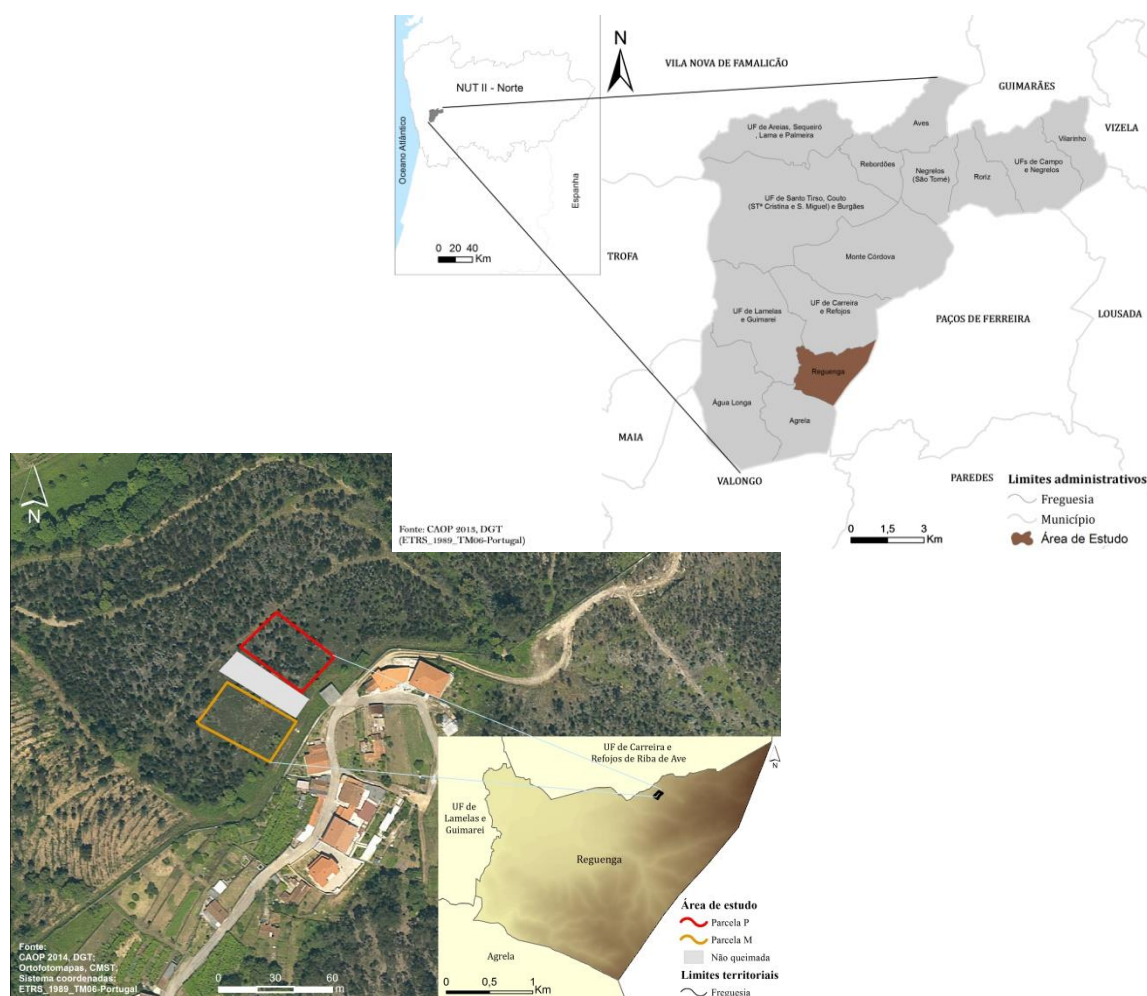 N
VILA NOVA DE FAMALICÃO
NUT II - Norte
GUIMARÃES
Oceano Atlântico
Espanha
0 20 40
Km
UF de Areias, Sequeiró
, Lama e Palmeira
Aves
VIZELA
Vilarinho
Rebordões
Negrelos
(São Tomé)
Roriz
UFs de Campo
e Negrelos
UF de Santo Tirso, Couto
(STª Cristina e S. Miguel) e Burgães
TROFA
Monte Córdova
UF de Lamelas
e Guimarei
UF de Carreira
e Refojos
PAÇOS DE FERREIRA
LOUSADA
Reguenga
Água Longa
Agrela
MAIA
VALONGO
PAREDES
Limites administrativos
Freguesia
Município
Área de Estudo
0 1,5 3
Km
Fonte: CAOP 2013, DGT
(ETRS_1989_TM06-Portugal)
N
Fonte:
CAOP 2014, DGT;
Ortofotomapas, CMST.
Sistema coordenadas:
ETRS_1989_TM06-Portugal
0 30 60
m
UF de Carreira e
Refojos de Riba de Ave
N
UF de
Lamelas e
Guimarei
Reguenga
Agrela
0 0,5 1
Km
Área de estudo
Parcela P
Parcela M
Não queimada
Limites territoriais
Freguesia